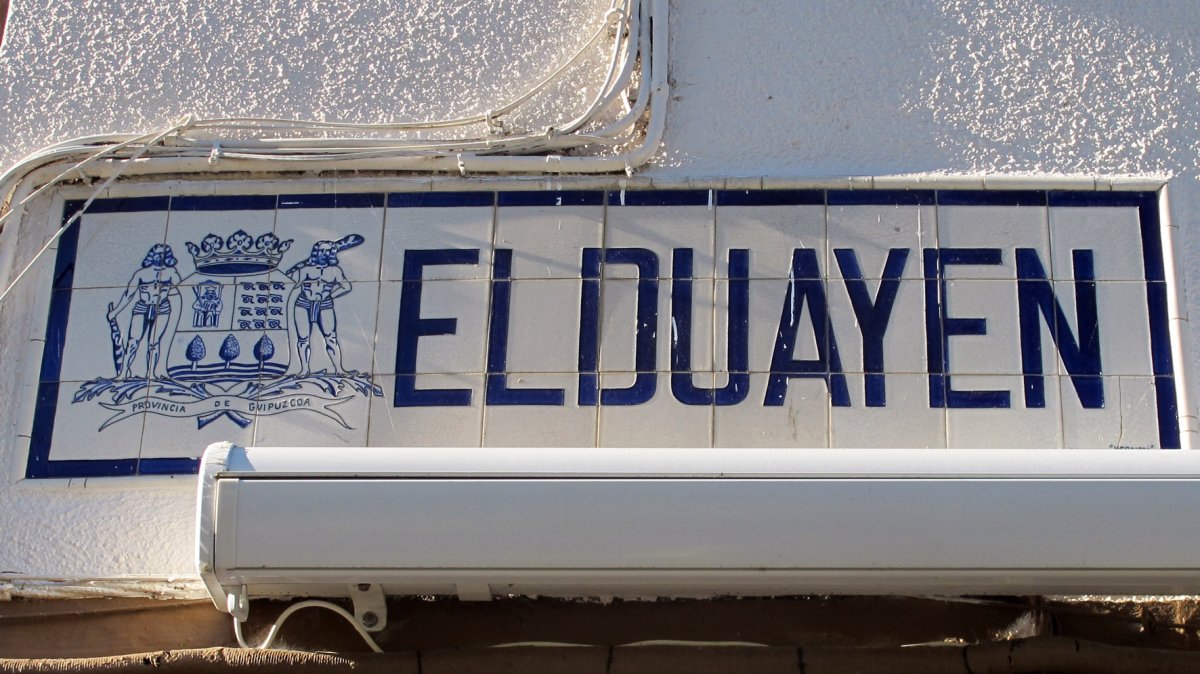 ELDUAYEN
PROVINCIA DE GUIPUZCOA